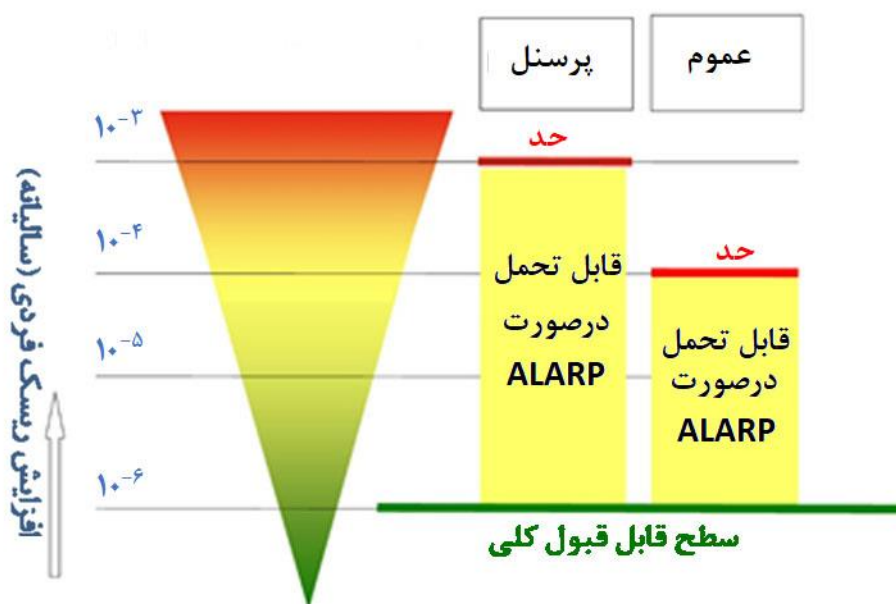 پرسنل
عموم
حد
حد
قابل تحمل
درصورت
ALARP
قابل تحمل
درصورت
ALARP
سطح قابل قبول کلی
۱۰⁻۳
۱۰⁻۴
۱۰⁻۵
۱۰⁻۶
افزایش ریسک فردی (سالیانه)